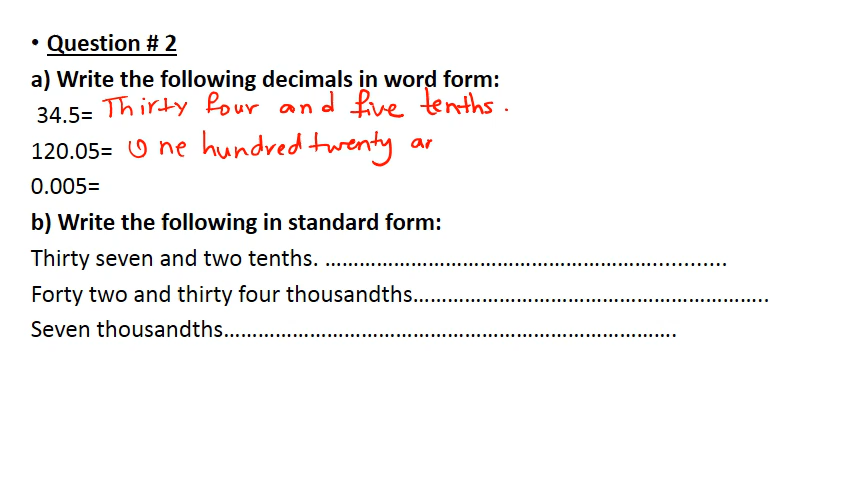 • Question # 2
a) Write the following decimals in word form:
34.5= Thirty four and five tenths.
120.05= One hundred twenty an
0.005=
b) Write the following in standard form:
Thirty seven and two tenths. ……………………………………………………............
Forty two and thirty four thousandths……………………………………………………..
Seven thousandths…………………………………………………………………….